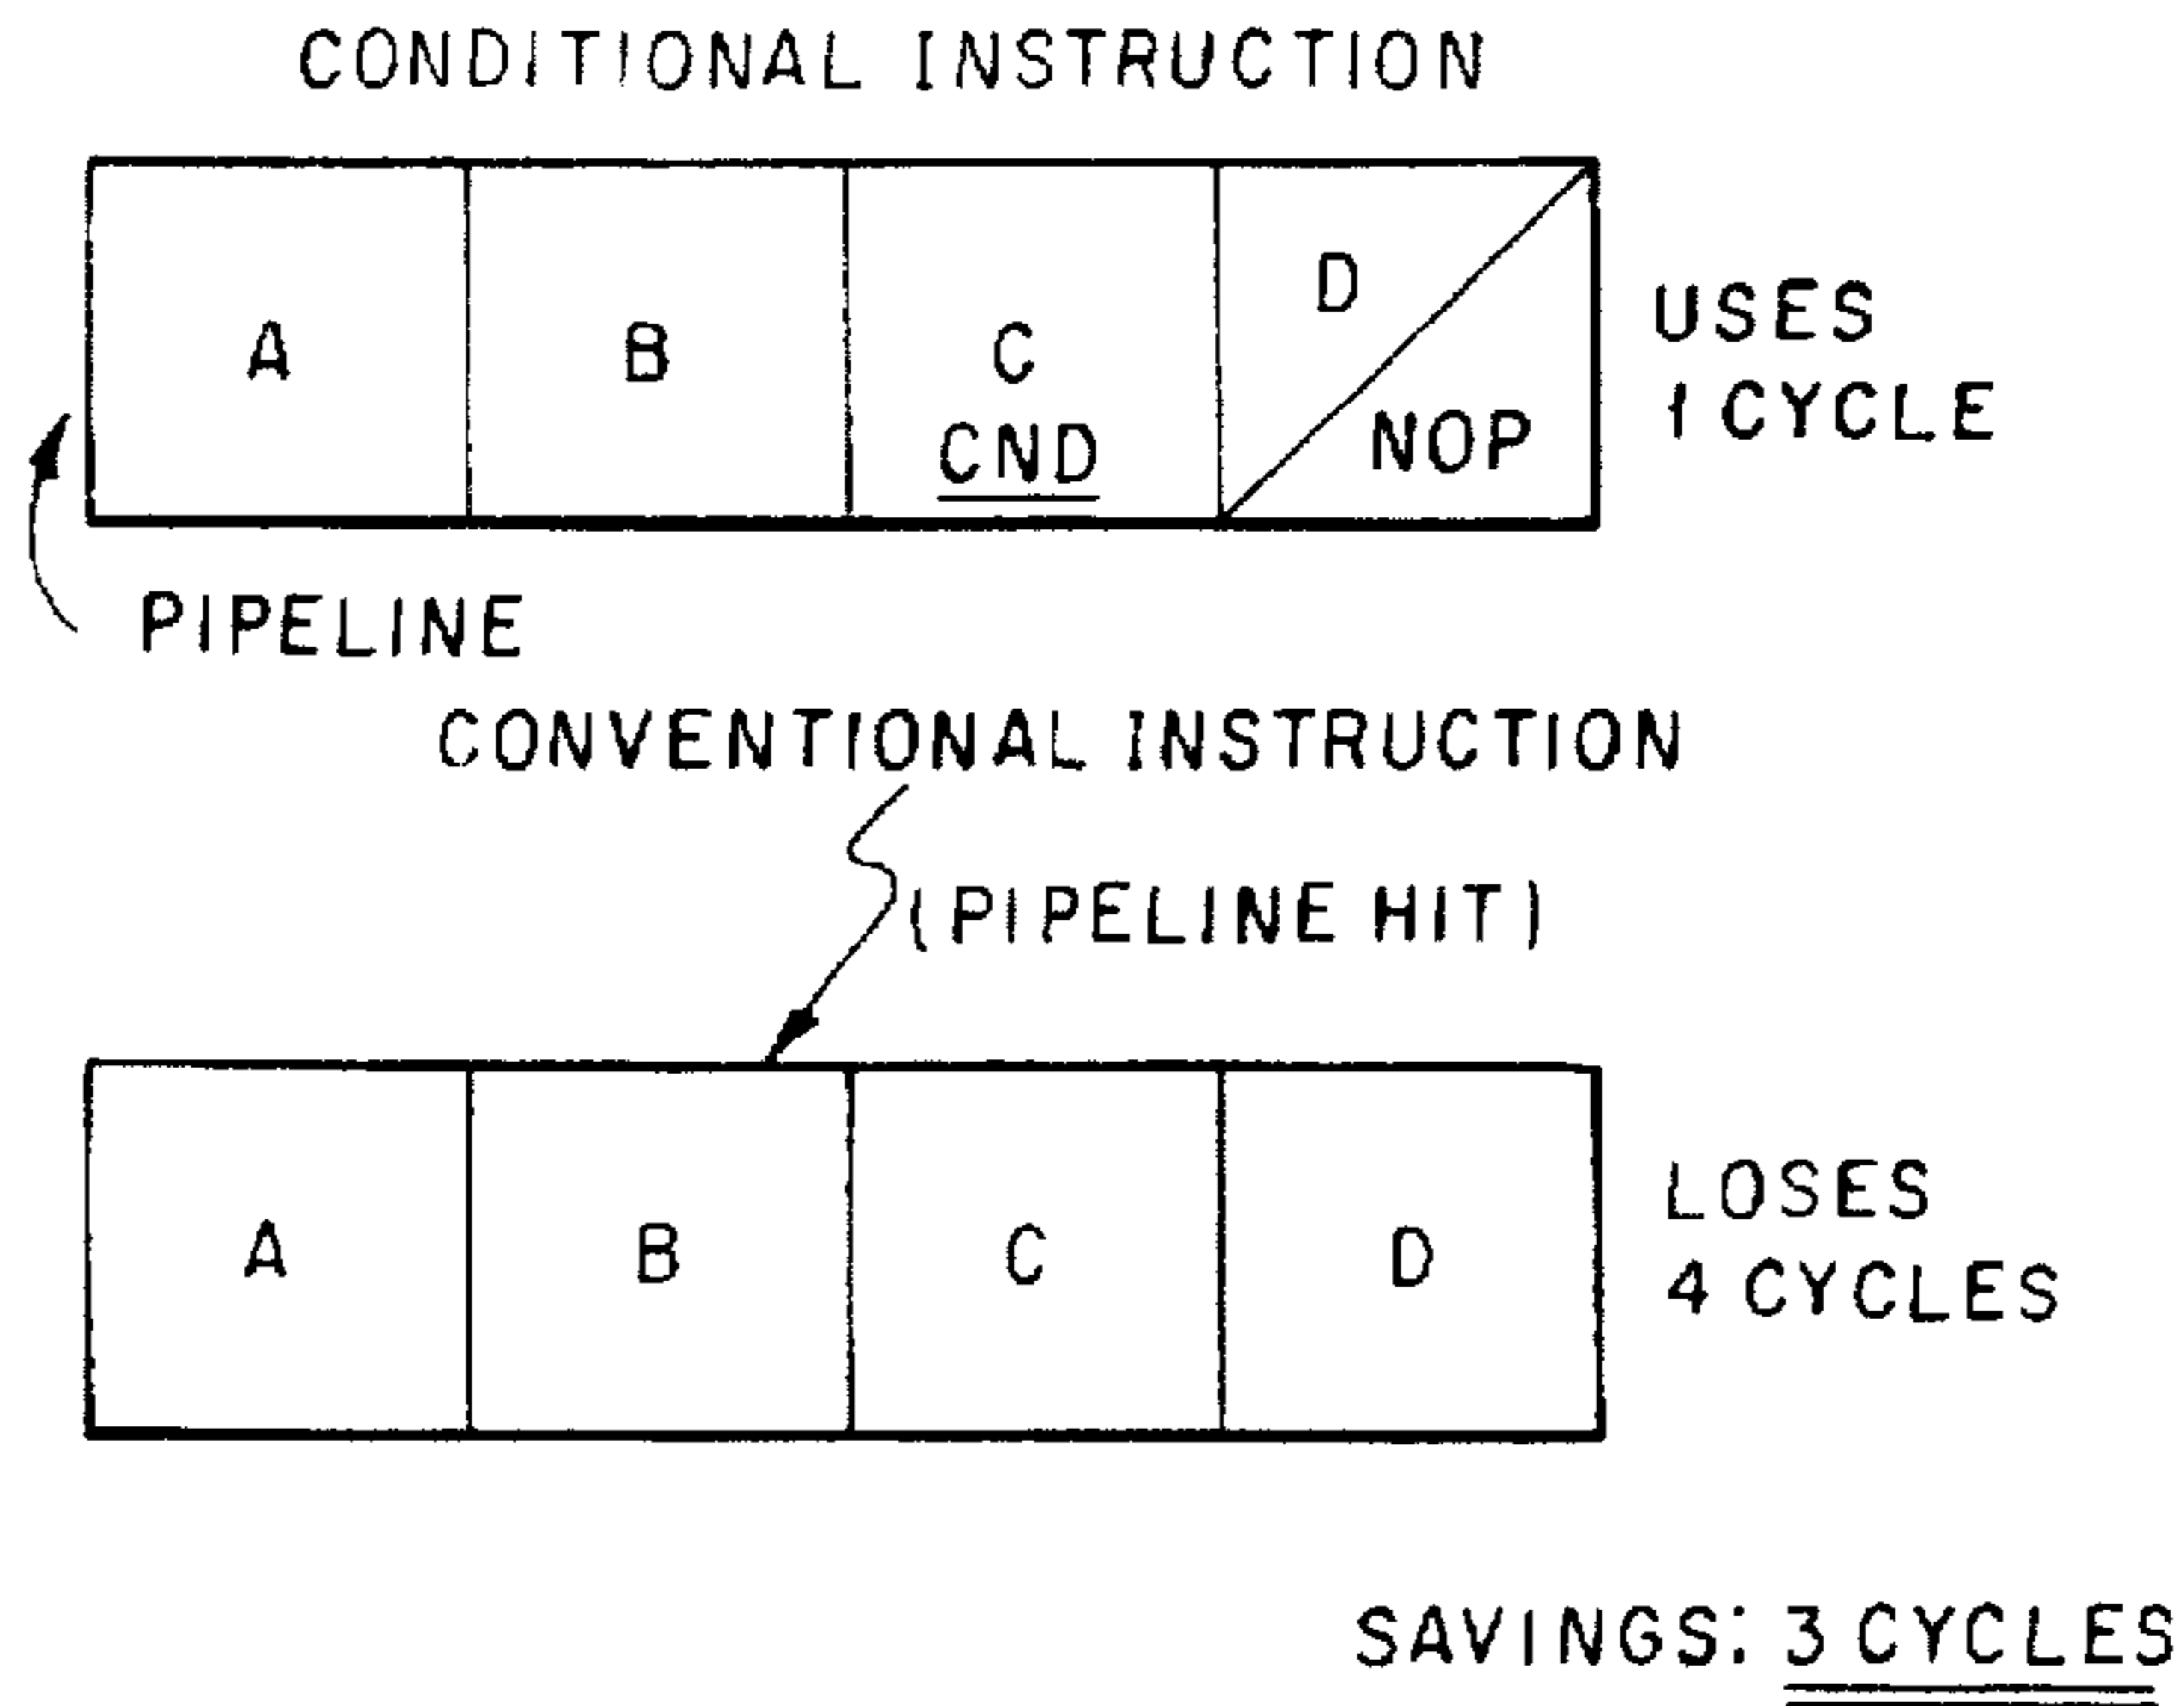 CONDITIONAL INSTRUCTION
A B C D
CND NOP
USES
1 CYCLE
PIPELINE
CONVENTIONAL INSTRUCTION
(PIPELINE HIT)
A B C D
LOSES
4 CYCLES
SAVINGS: 3 CYCLES